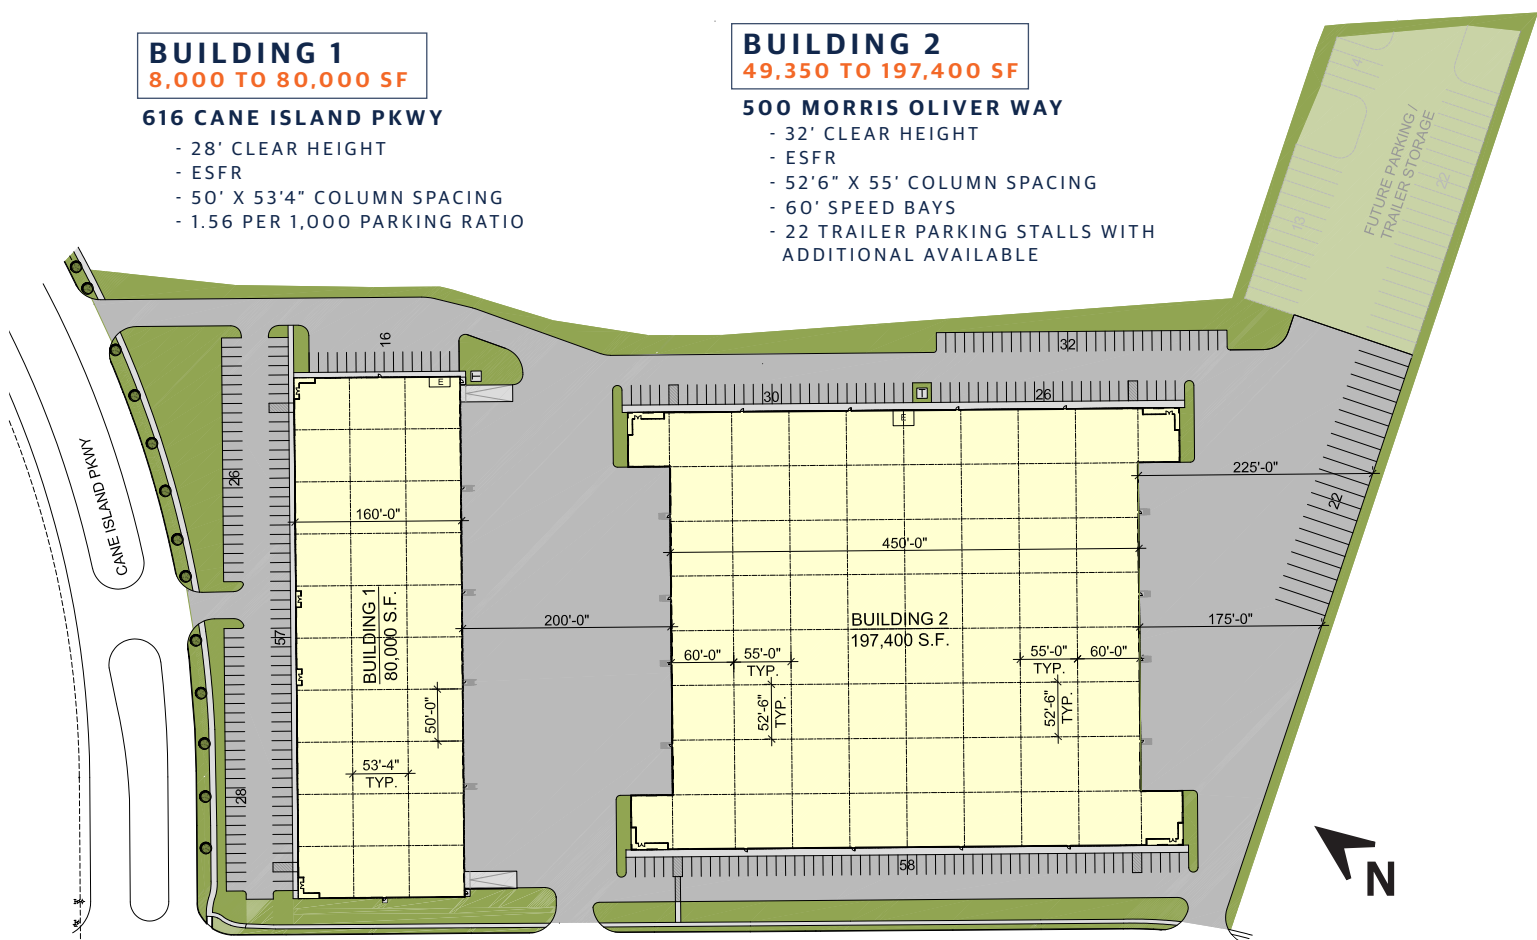 BUILDING 1
8,000 TO 80,000 SF
616 CANE ISLAND PKWY
- 28' CLEAR HEIGHT
- ESFR
- 50' X 53'4" COLUMN SPACING
- 1.56 PER 1,000 PARKING RATIO
BUILDING 2
49,350 TO 197,400 SF
500 MORRIS OLIVER WAY
- 32' CLEAR HEIGHT
- ESFR
- 52'6" X 55' COLUMN SPACING
- 60' SPEED BAYS
- 22 TRAILER PARKING STALLS WITH
ADDITIONAL AVAILABLE
4
13
22
FUTURE PARKING /
TRAILER STORAGE
16
32
30
26
T
T
E
E
CANE ISLAND PKWY
26
57
28
160'-0"
BUILDING 1
80,000 S.F.
50'-0"
53'-4"
TYP.
200'-0"
450'-0"
BUILDING 2
197,400 S.F.
60'-0"
55'-0"
TYP.
52'-6"
TYP.
55'-0"
TYP.
60'-0"
52'-6"
TYP.
225'-0"
175'-0"
22
58
N